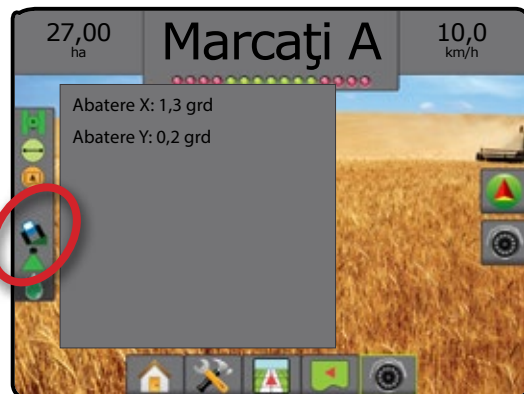 27,00
ha
Marcaţi A
10,0
km/h
Abatere X: 1,3 grd
Abatere Y: 0,2 grd